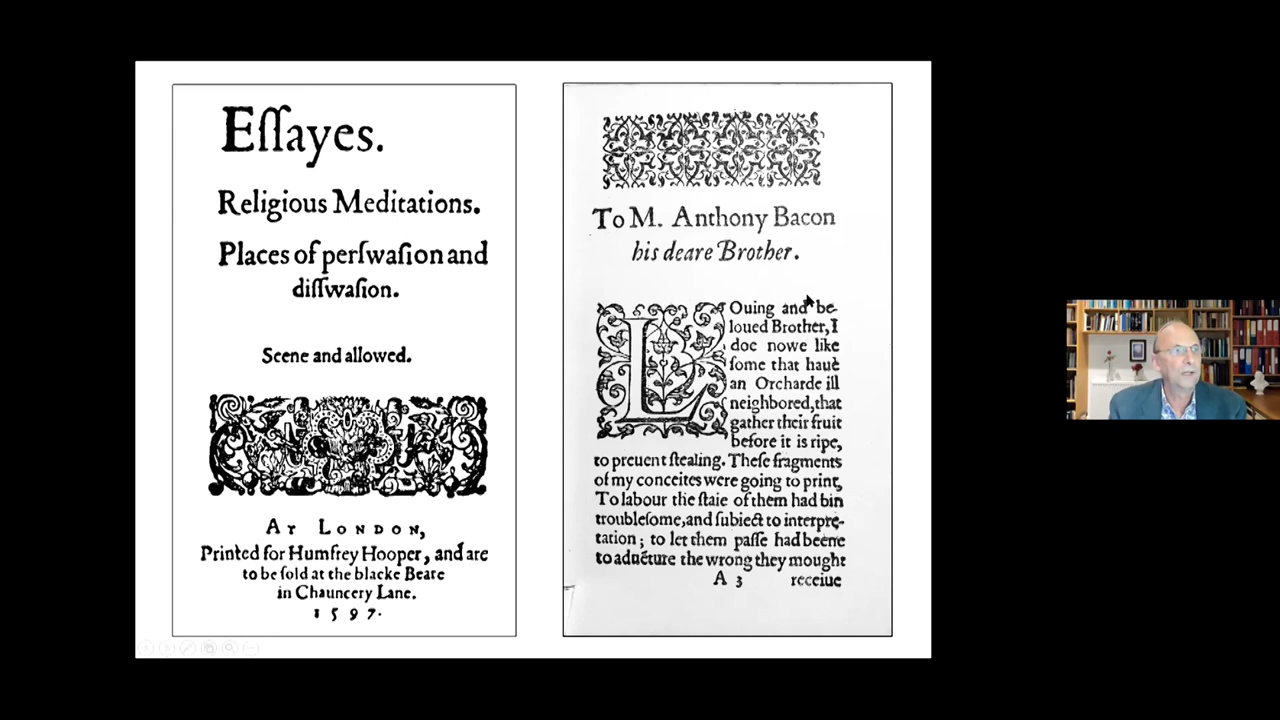 Eſſayes.
Religious Meditations.
Places of perſwaſion and
diſſwaſion.
Scene and allowed.
At London,
Printed for Humfrey Hooper, and are
to be ſold at the blacke Beare
in Chauncery Lane.
1597.
To M. Anthony Bacon
his deare Brother.
LOuing and be-
loued Brother, I
doe nowe like
ſome that haue
an Orcharde ill
neighbored, that
gather their fruit
before it is ripe,
to preuent ſtealing. Theſe fragments
of my conceites were going to print,
To labour the ſtaie of them had bin
troubleſome, and ſubiect to interpre-
tation; to let them paſſe had beene
to aduēture the wrong they mought
A 3 receiue